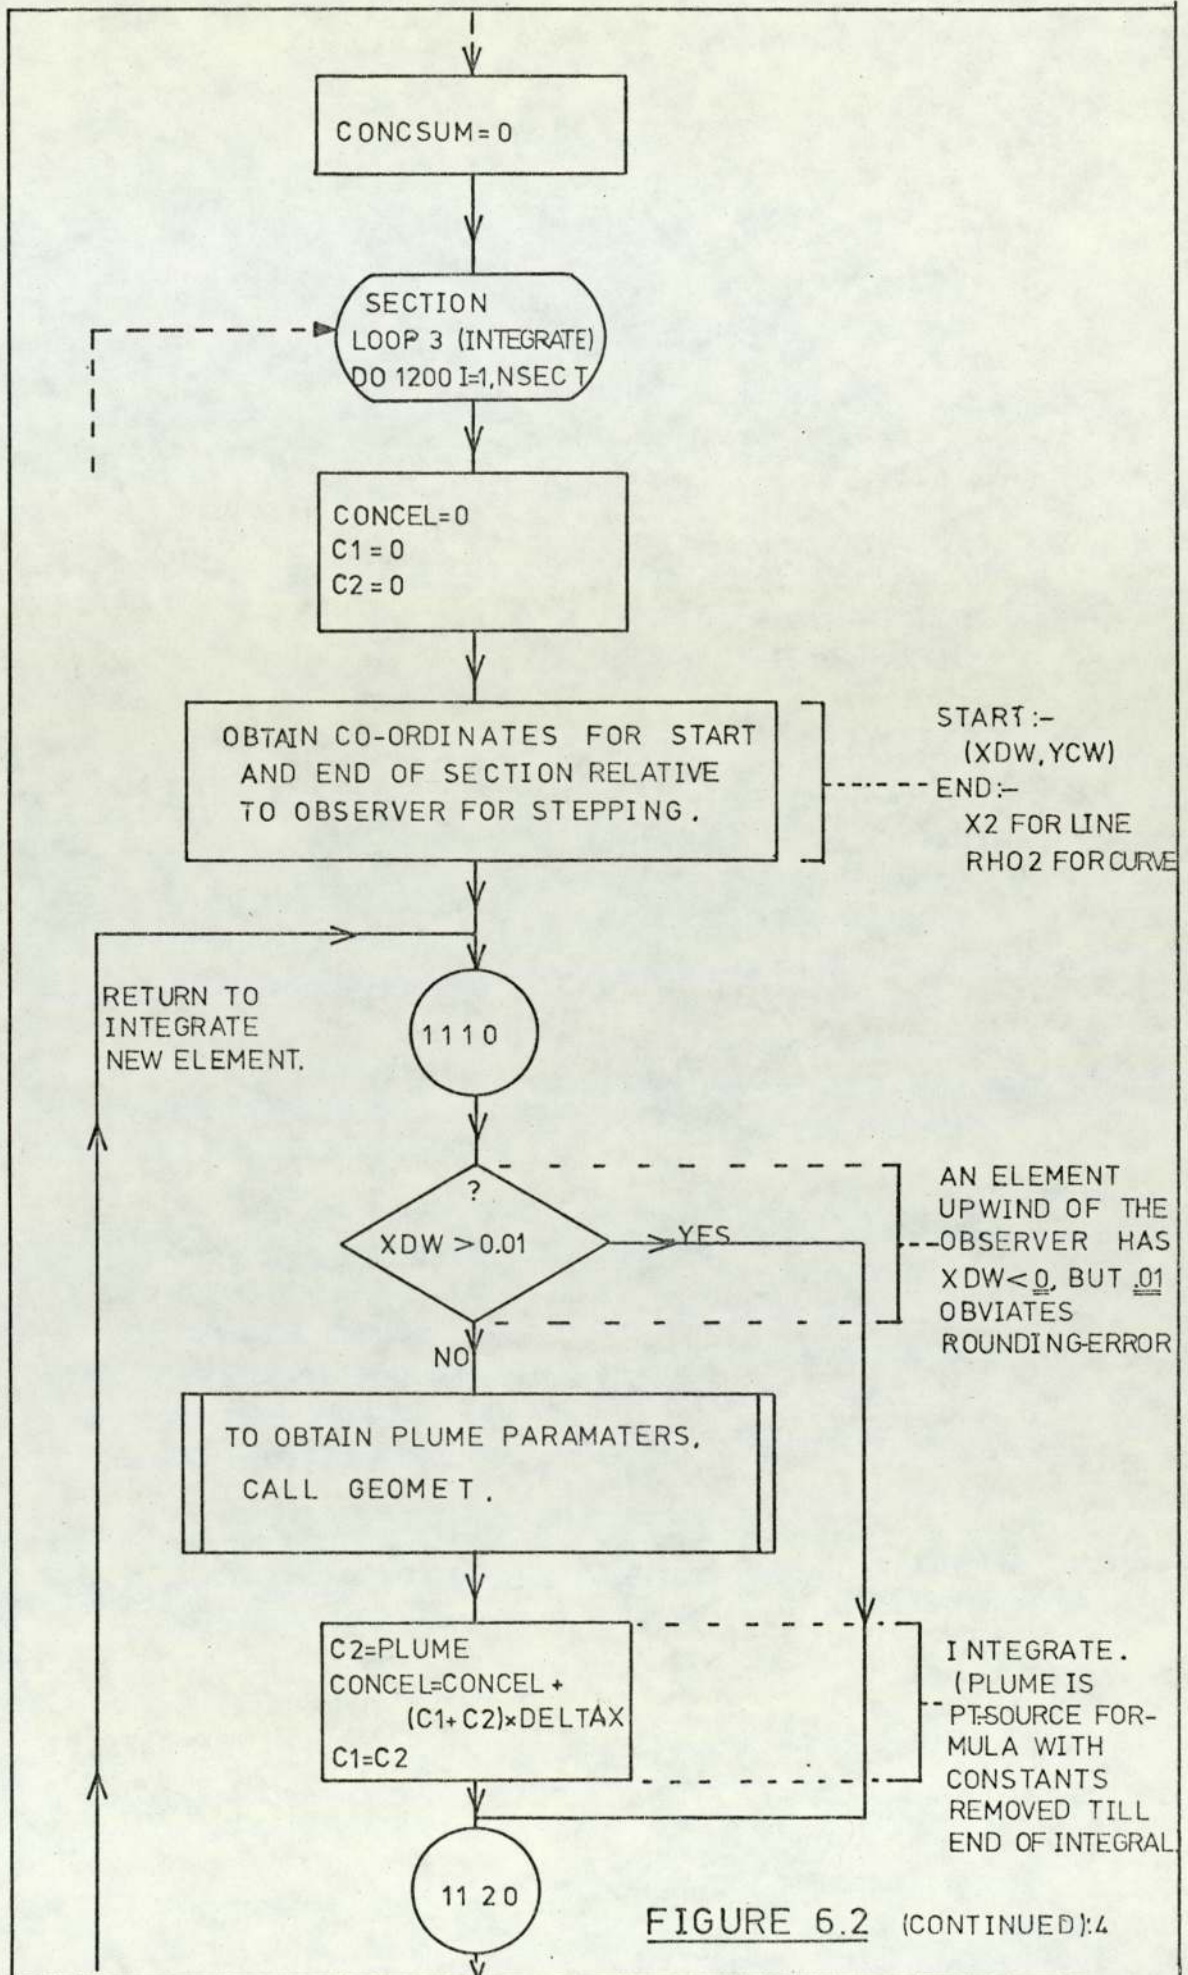 CONCSUM=0
SECTION
LOOP 3 (INTEGRATE)
DO 1200 I=1,NSECT
CONCEL=0
C1=0
C2=0
OBTAIN CO-ORDINATES FOR START
AND END OF SECTION RELATIVE
TO OBSERVER FOR STEPPING.
START:-
(XDW,YCW)
END:-
X2 FOR LINE
RHO2 FOR CURVE
RETURN TO
INTEGRATE
NEW ELEMENT.
1110
?
XDW >0.01
YES
NO
AN ELEMENT
UPWIND OF THE
OBSERVER HAS
XDW<0, BUT .01
OBVIATES
ROUNDING-ERROR
TO OBTAIN PLUME PARAMATERS,
CALL GEOMET.
C2=PLUME
CONCEL=CONCEL+
(C1+C2)×DELTAX
C1=C2
INTEGRATE.
(PLUME IS
PT-SOURCE FOR-
MULA WITH
CONSTANTS
REMOVED TILL
END OF INTEGRAL
1120
FIGURE 6.2 (CONTINUED):4